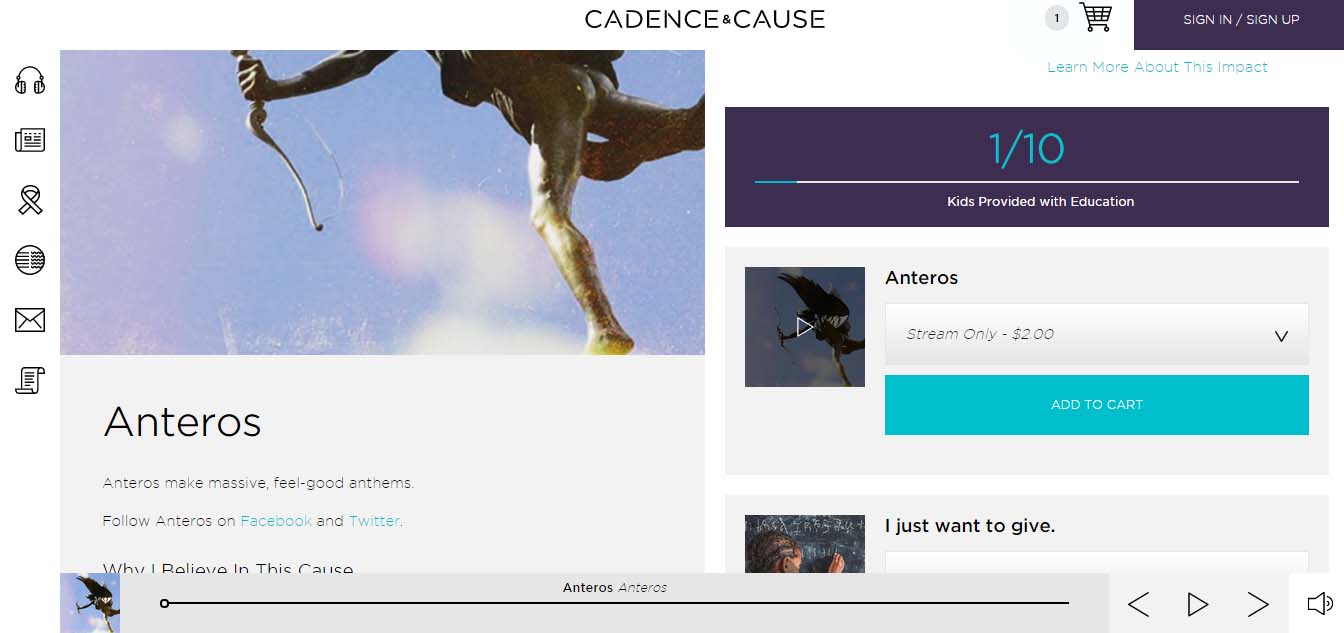 CADENCE&CAUSE
1
SIGN IN / SIGN UP
Learn More About This Impact
1/10
Kids Provided with Education
Anteros
Stream Only - $2.00
ADD TO CART
Anteros
Anteros make massive, feel-good anthems.
Follow Anteros on Facebook and Twitter.
Why I Believe In This Cause
I just want to give.
Anteros Anteros